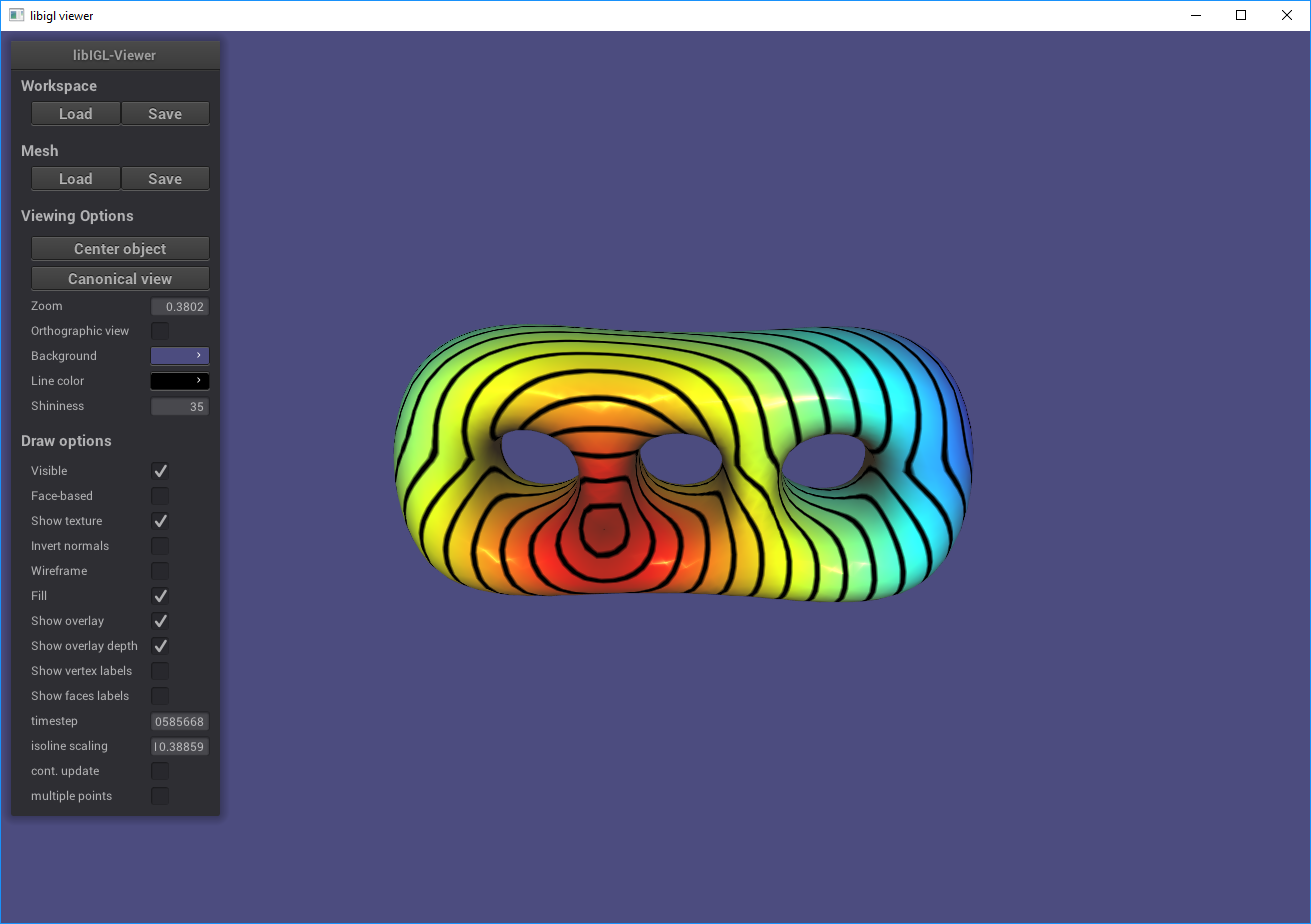 libigl viewer
libIGL-Viewer
Workspace
Load Save
Mesh
Load Save
Viewing Options
Center object
Canonical view
Zoom 0.3802
Orthographic view
Background
Line color
Shininess 35
Draw options
Visible
Face-based
Show texture
Invert normals
Wireframe
Fill
Show overlay
Show overlay depth
Show vertex labels
Show faces labels
timestep 0585668
isoline scaling 10.38859
cont. update
multiple points